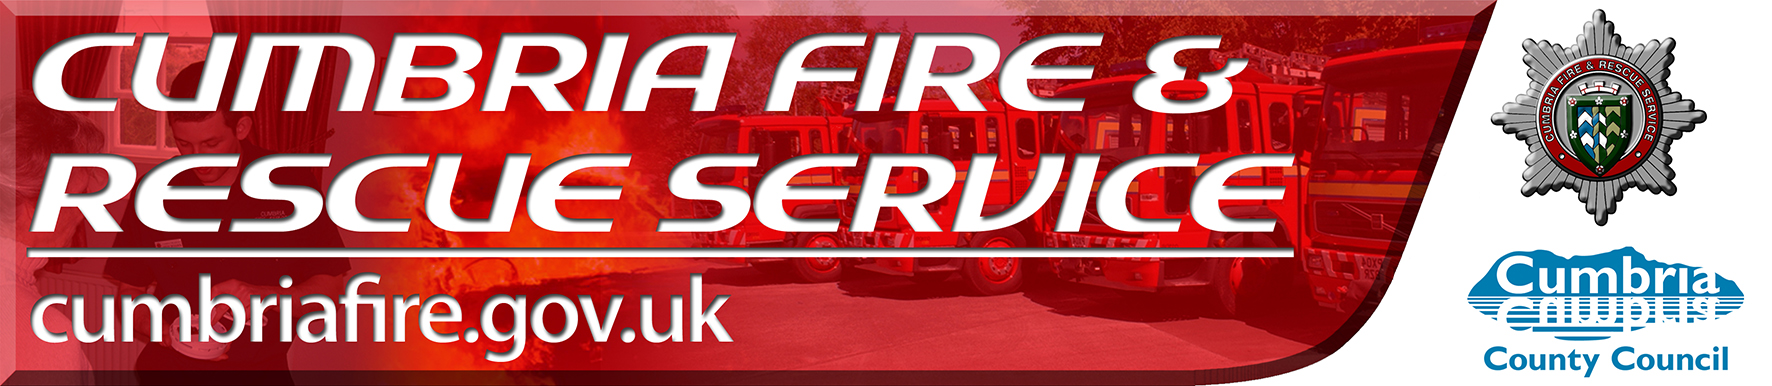 CUMBRIA FIRE &
RESCUE SERVICE
cumbriafire.gov.uk
CUMBRIA FIRE & RESCUE SERVICE
Cumbria
County Council